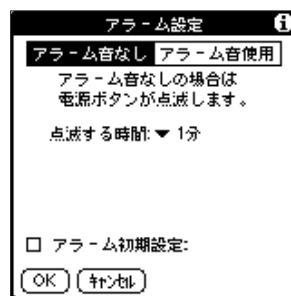 アラーム設定 i
アラーム音なし アラーム音使用
アラーム音なしの場合は
電源ボタンが点滅します。
点滅する時間: ▼ 1分
□ アラーム初期設定:
OK ｷｬﾝｾﾙ